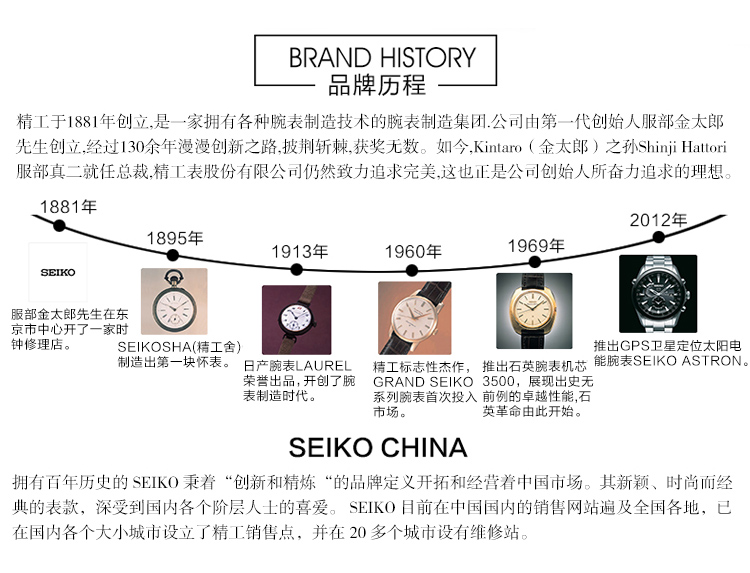 BRAND HISTORY
品牌历程
精工于1881年创立,是一家拥有各种腕表制造技术的腕表制造集团.公司由第一代创始人服部金太郎
先生创立,经过130余年漫漫创新之路,披荆斩棘,获奖无数。如今,Kintaro（金太郎）之孙Shinji Hattori
服部真二就任总裁,精工表股份有限公司仍然致力追求完美,这也正是公司创始人所奋力追求的理想。
1881年
SEIKO
服部金太郎先生在东
京市中心开了一家时
钟修理店。
1895年
SEIKOSHA(精工舍)
制造出第一块怀表。
1913年
日产腕表LAUREL
荣誉出品，开创了腕
表制造时代。
1960年
精工标志性杰作，
GRAND SEIKO
系列腕表首次投入
市场。
1969年
推出石英腕表机芯
3500，展现出史无
前例的卓越性能,石
英革命由此开始。
2012年
推出GPS卫星定位太阳电
能腕表SEIKO ASTRON。
SEIKO CHINA
拥有百年历史的 SEIKO 秉着“创新和精炼“的品牌定义开拓和经营着中国市场。其新颖、时尚而经
典的表款，深受到国内各个阶层人士的喜爱。 SEIKO 目前在中国国内的销售网站遍及全国各地，已
在国内各个大小城市设立了精工销售点，并在 20 多个城市设有维修站。